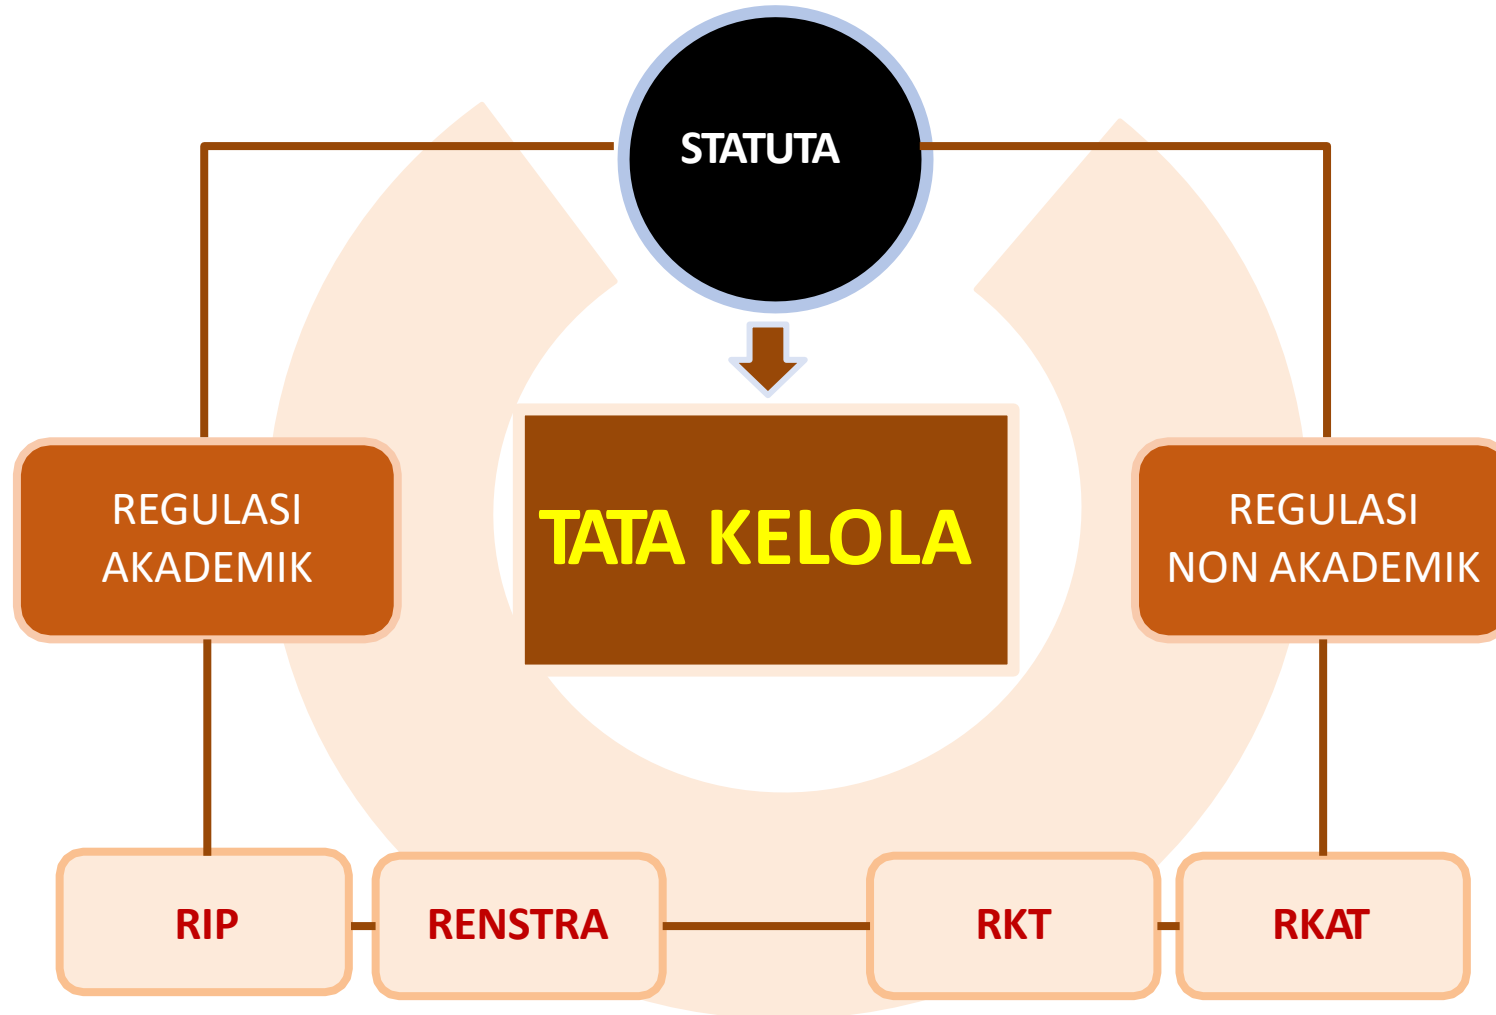 STATUTA
TATA KELOLA
REGULASI
AKADEMIK
REGULASI
NON AKADEMIK
RIP
RENSTRA
RKT
RKAT